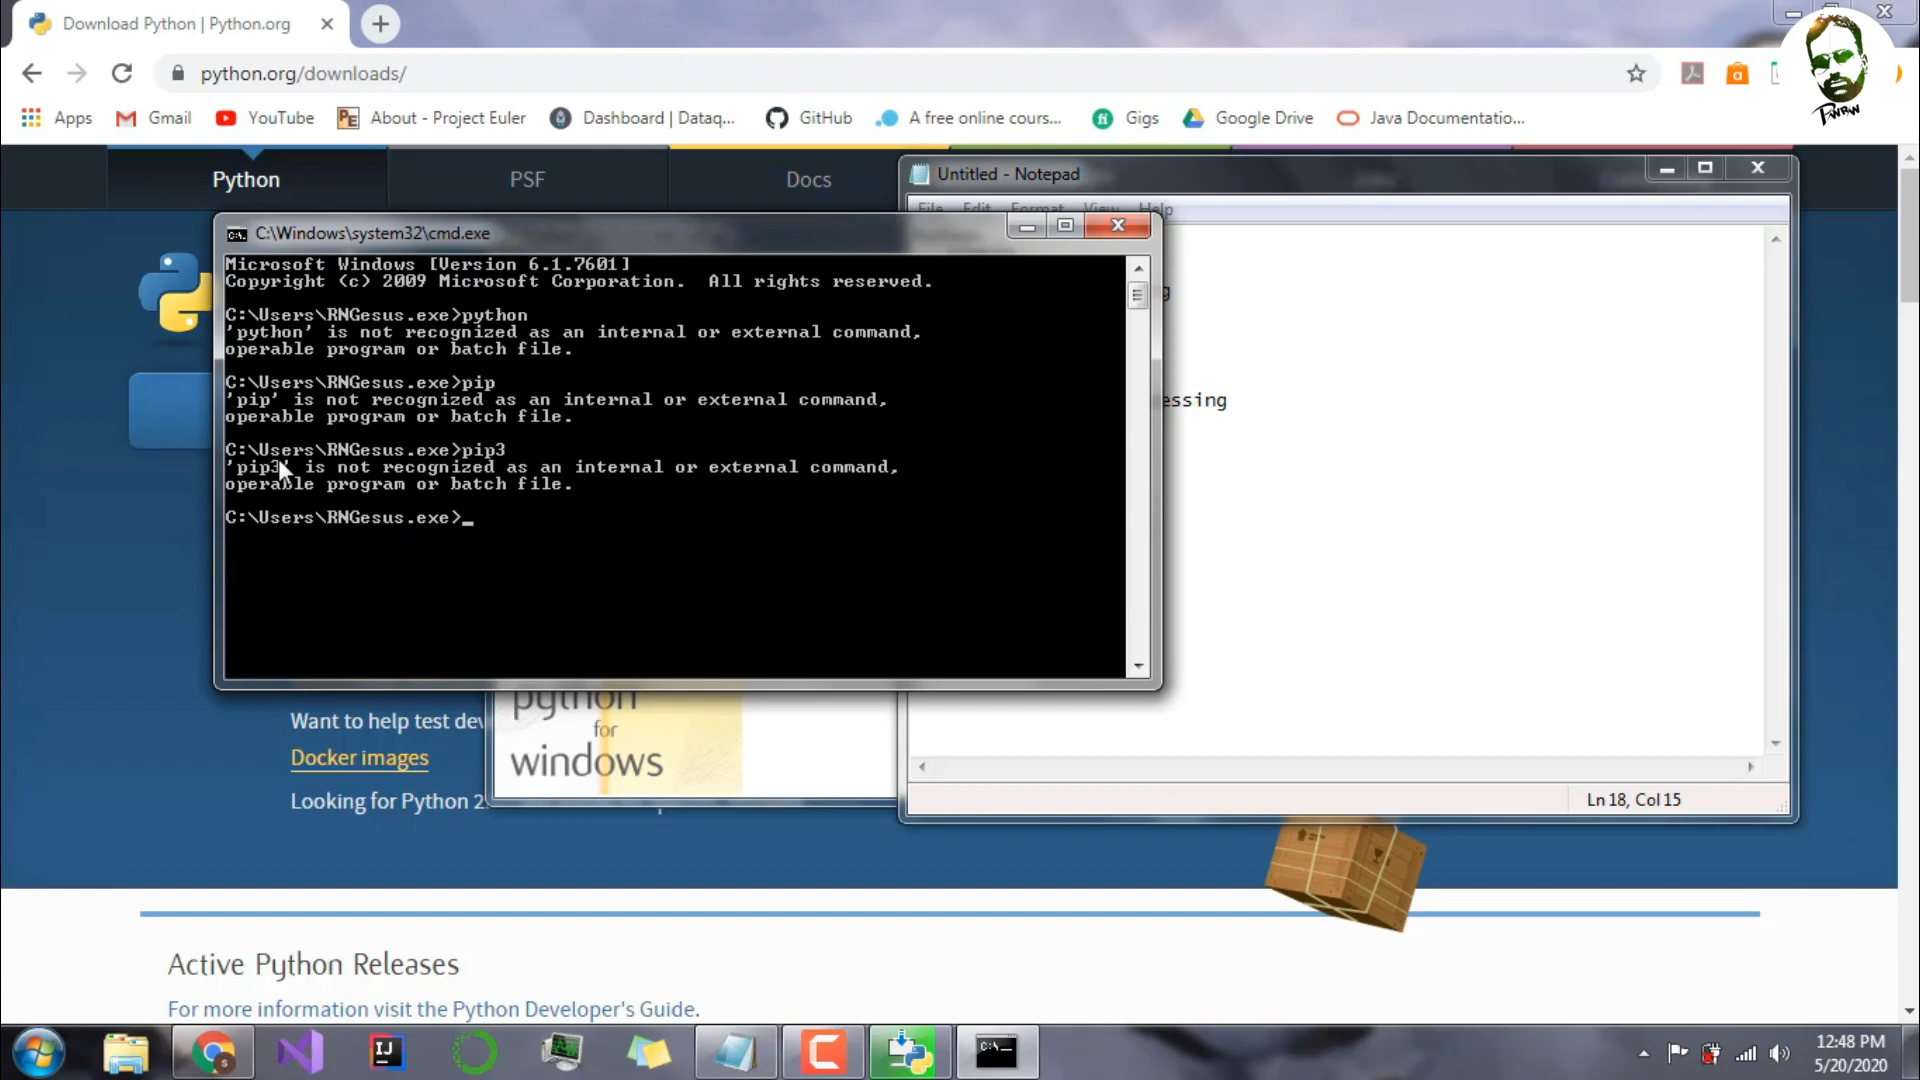 Download Python | Python.org
python.org/downloads/
Apps
Gmail
YouTube
About - Project Euler
Dashboard | Dataq...
GitHub
A free online cours...
Gigs
Google Drive
Java Documentatio...
Python
PSF
Docs
Untitled - Notepad
File Edit Format View Help
C:\Windows\system32\cmd.exe
Microsoft Windows [Version 6.1.7601]
Copyright (c) 2009 Microsoft Corporation. All rights reserved.
C:\Users\RNGesus.exe>python
'python' is not recognized as an internal or external command,
operable program or batch file.
C:\Users\RNGesus.exe>pip
'pip' is not recognized as an internal or external command,
operable program or batch file.
C:\Users\RNGesus.exe>pip3
'pip3' is not recognized as an internal or external command,
operable program or batch file.
C:\Users\RNGesus.exe>_
g
essing
python
for
windows
Want to help test dev
Docker images
Looking for Python 2
Ln 18, Col 15
Active Python Releases
For more information visit the Python Developer's Guide.
12:48 PM
5/20/2020